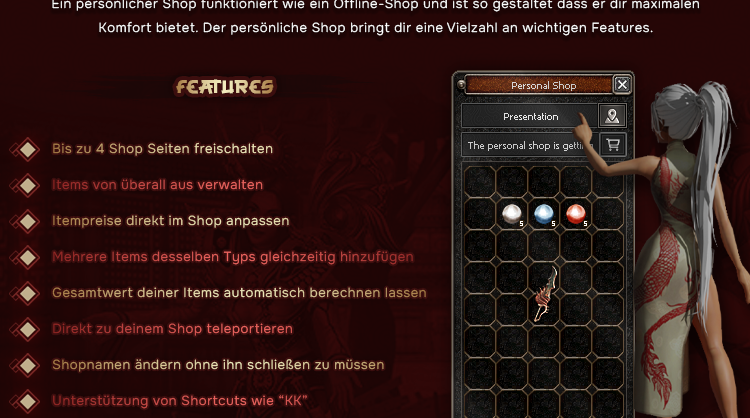 Ein persönlicher Shop funktioniert wie ein Offline-Shop und ist so gestaltet dass er dir maximalen
Komfort bietet. Der persönliche Shop bringt dir eine Vielzahl an wichtigen Features.
FEATURES
Bis zu 4 Shop Seiten freischalten
Items von überall aus verwalten
Itempreise direkt im Shop anpassen
Mehrere Items desselben Typs gleichzeitig hinzufügen
Gesamtwert deiner Items automatisch berechnen lassen
Direkt zu deinem Shop teleportieren
Shopnamen ändern ohne ihn schließen zu müssen
Unterstützung von Shortcuts wie “KK”
Personal Shop
Presentation
The personal shop is gettin
5 5 5